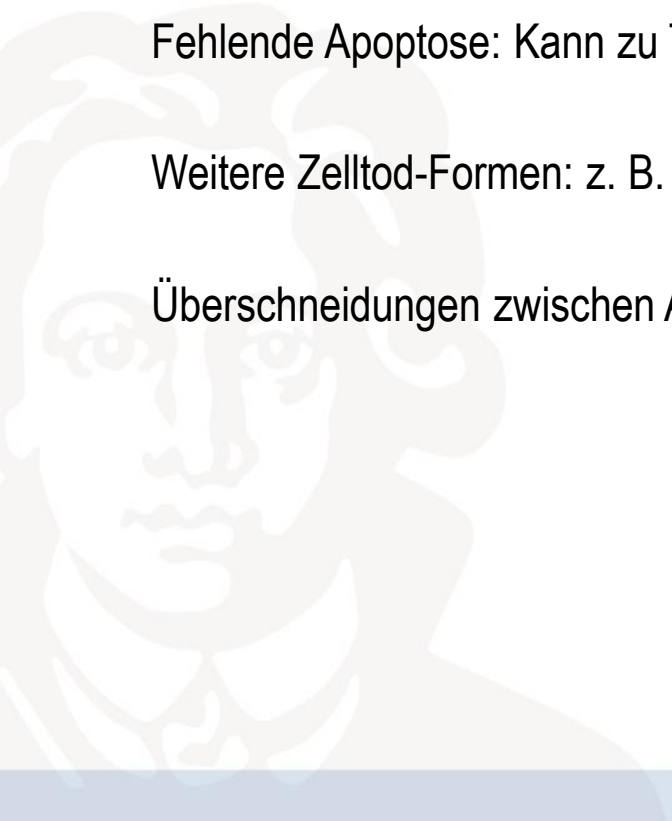 Fehlende Apoptose: Kann zu
Weitere Zelltod-Formen: z. B.
Überschneidungen zwischen